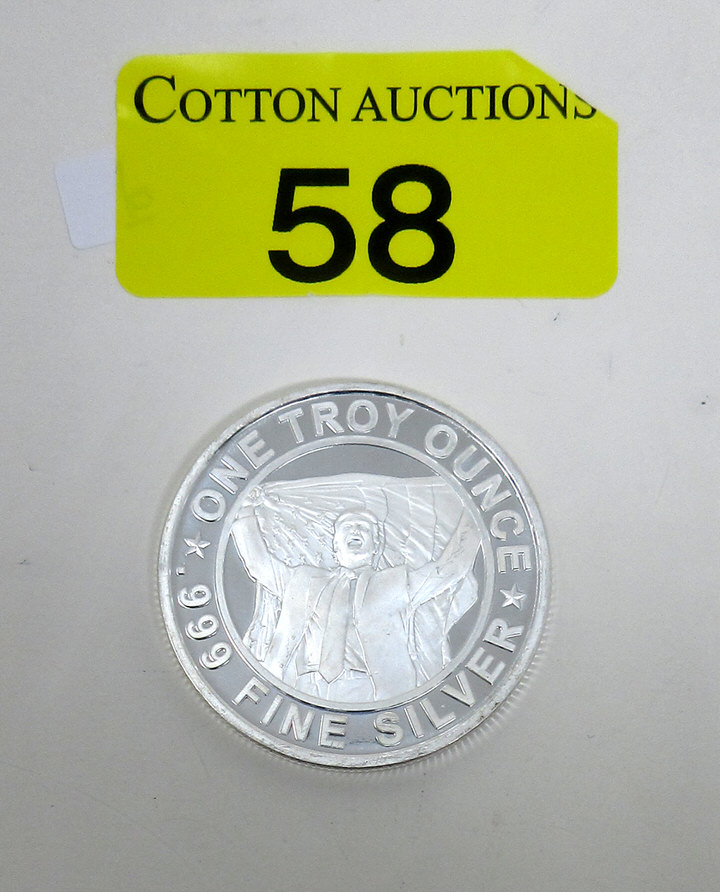 COTTON AUCTIONS
58
ONE TROY OUNCE
.999 FINE SILVER